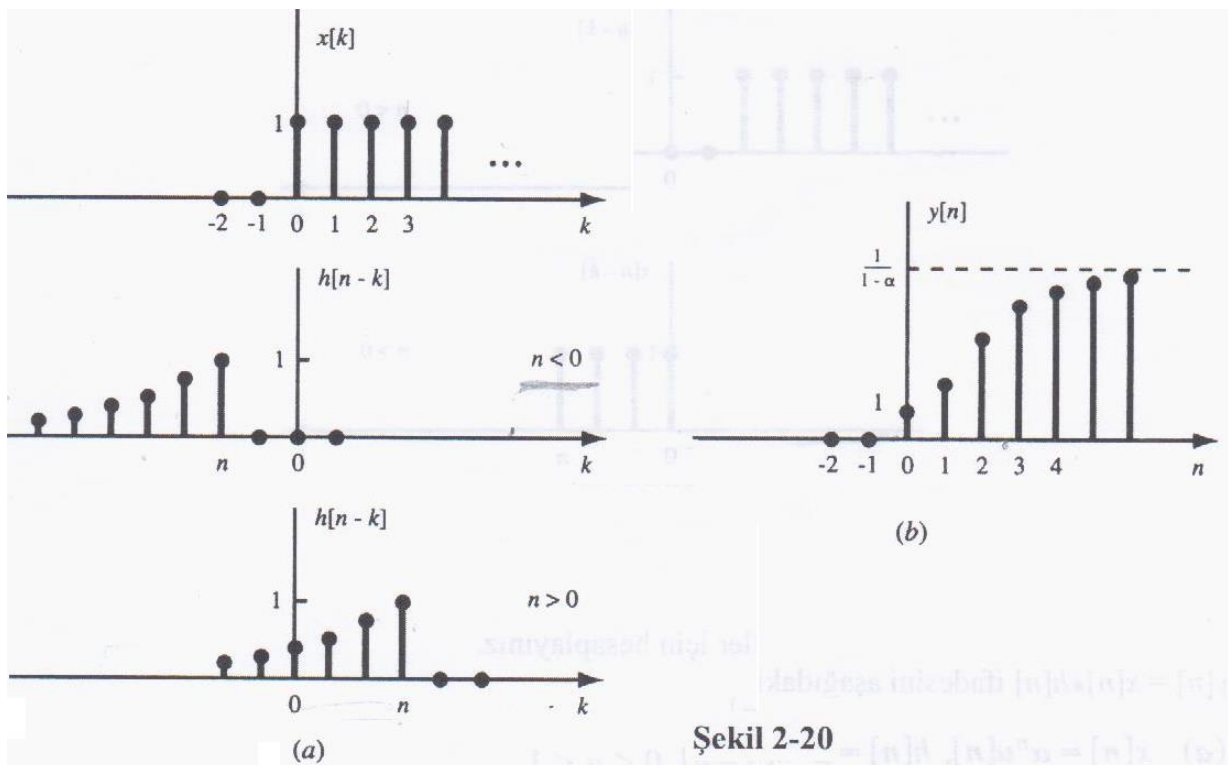 x[k]
1
...
-2 -1 0 1 2 3 k
h[n - k]
1
n < 0
n 0 k
h[n - k]
1
n > 0
0 n k
(a)
y[n]
1
1 - α
1
-2 -1 0 1 2 3 4 n
(b)
Şekil 2-20